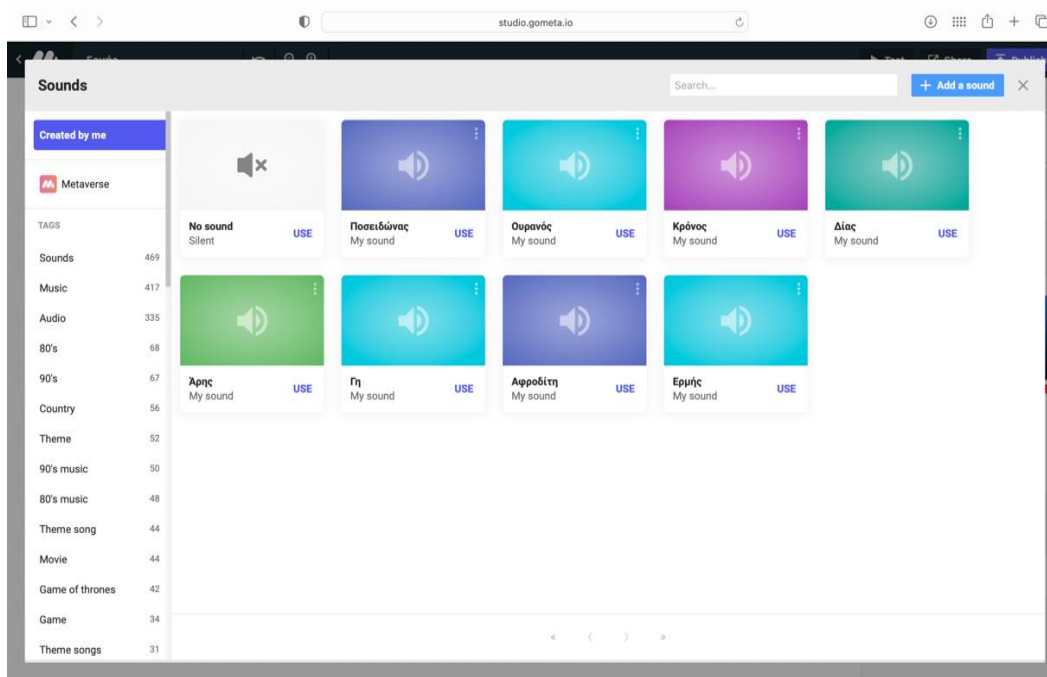 studio.gometa.io
Test
Share
Publish
Sounds
Search...
+ Add a sound
Created by me
Metaverse
TAGS
Sounds 469
Music 417
Audio 335
80's 68
90's 67
Country 56
Theme 52
90's music 50
80's music 48
Theme song 44
Movie 44
Game of thrones 42
Game 34
Theme songs 31
No sound
Silent
USE
Ποσειδώνας
My sound
USE
Ουρανός
My sound
USE
Κρόνος
My sound
USE
Δίας
My sound
USE
Άρης
My sound
USE
Γη
My sound
USE
Αφροδίτη
My sound
USE
Ερμής
My sound
USE